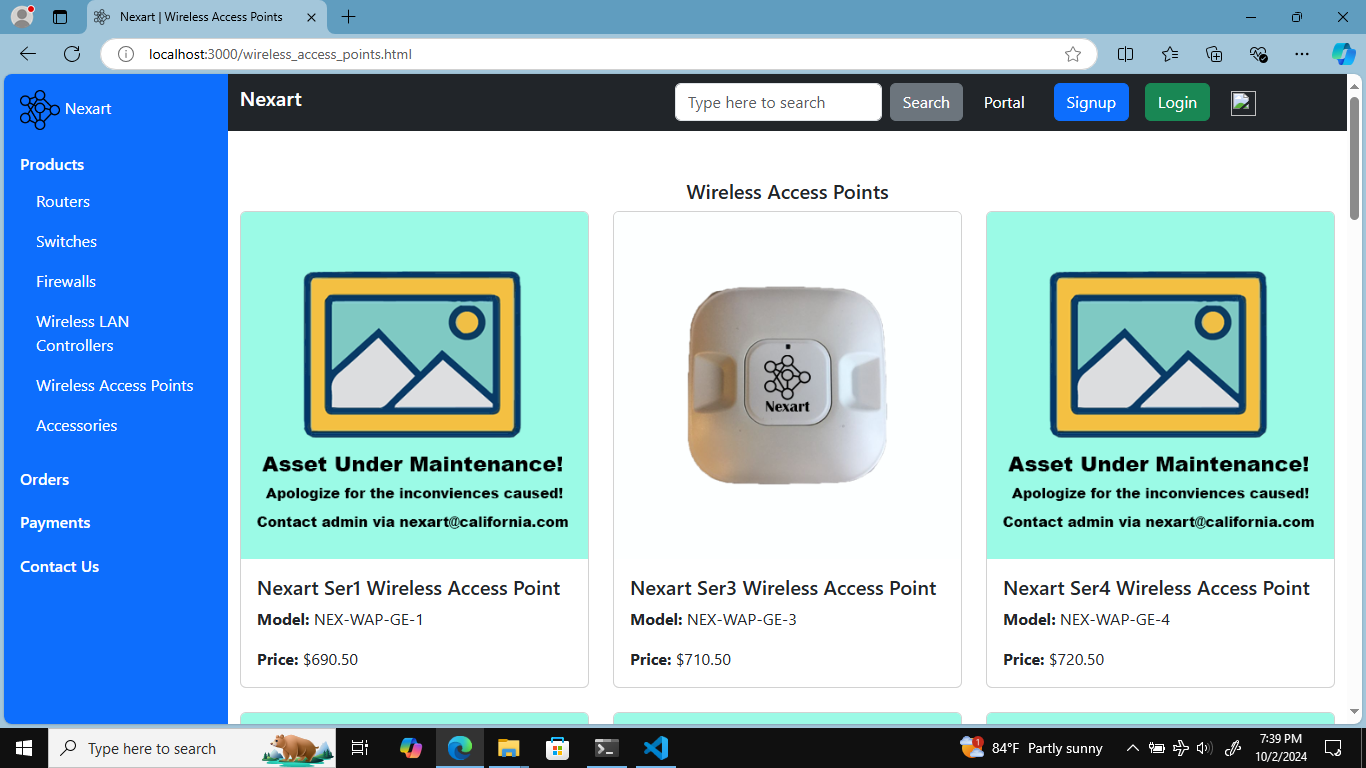 Nexart | Wireless Access Points
localhost:3000/wireless_access_points.html
Nexart
Products
Routers
Switches
Firewalls
Wireless LAN
Controllers
Wireless Access Points
Accessories
Orders
Payments
Contact Us
Nexart
Type here to search
Search
Portal
Signup
Login
Wireless Access Points
Asset Under Maintenance!
Apologize for the inconviences caused!
Contact admin via nexart@california.com
Nexart Ser1 Wireless Access Point
Model: NEX-WAP-GE-1
Price: $690.50
Nexart
Nexart Ser3 Wireless Access Point
Model: NEX-WAP-GE-3
Price: $710.50
Asset Under Maintenance!
Apologize for the inconviences caused!
Contact admin via nexart@california.com
Nexart Ser4 Wireless Access Point
Model: NEX-WAP-GE-4
Price: $720.50
Type here to search
1
84°F Partly sunny
7:39 PM
10/2/2024